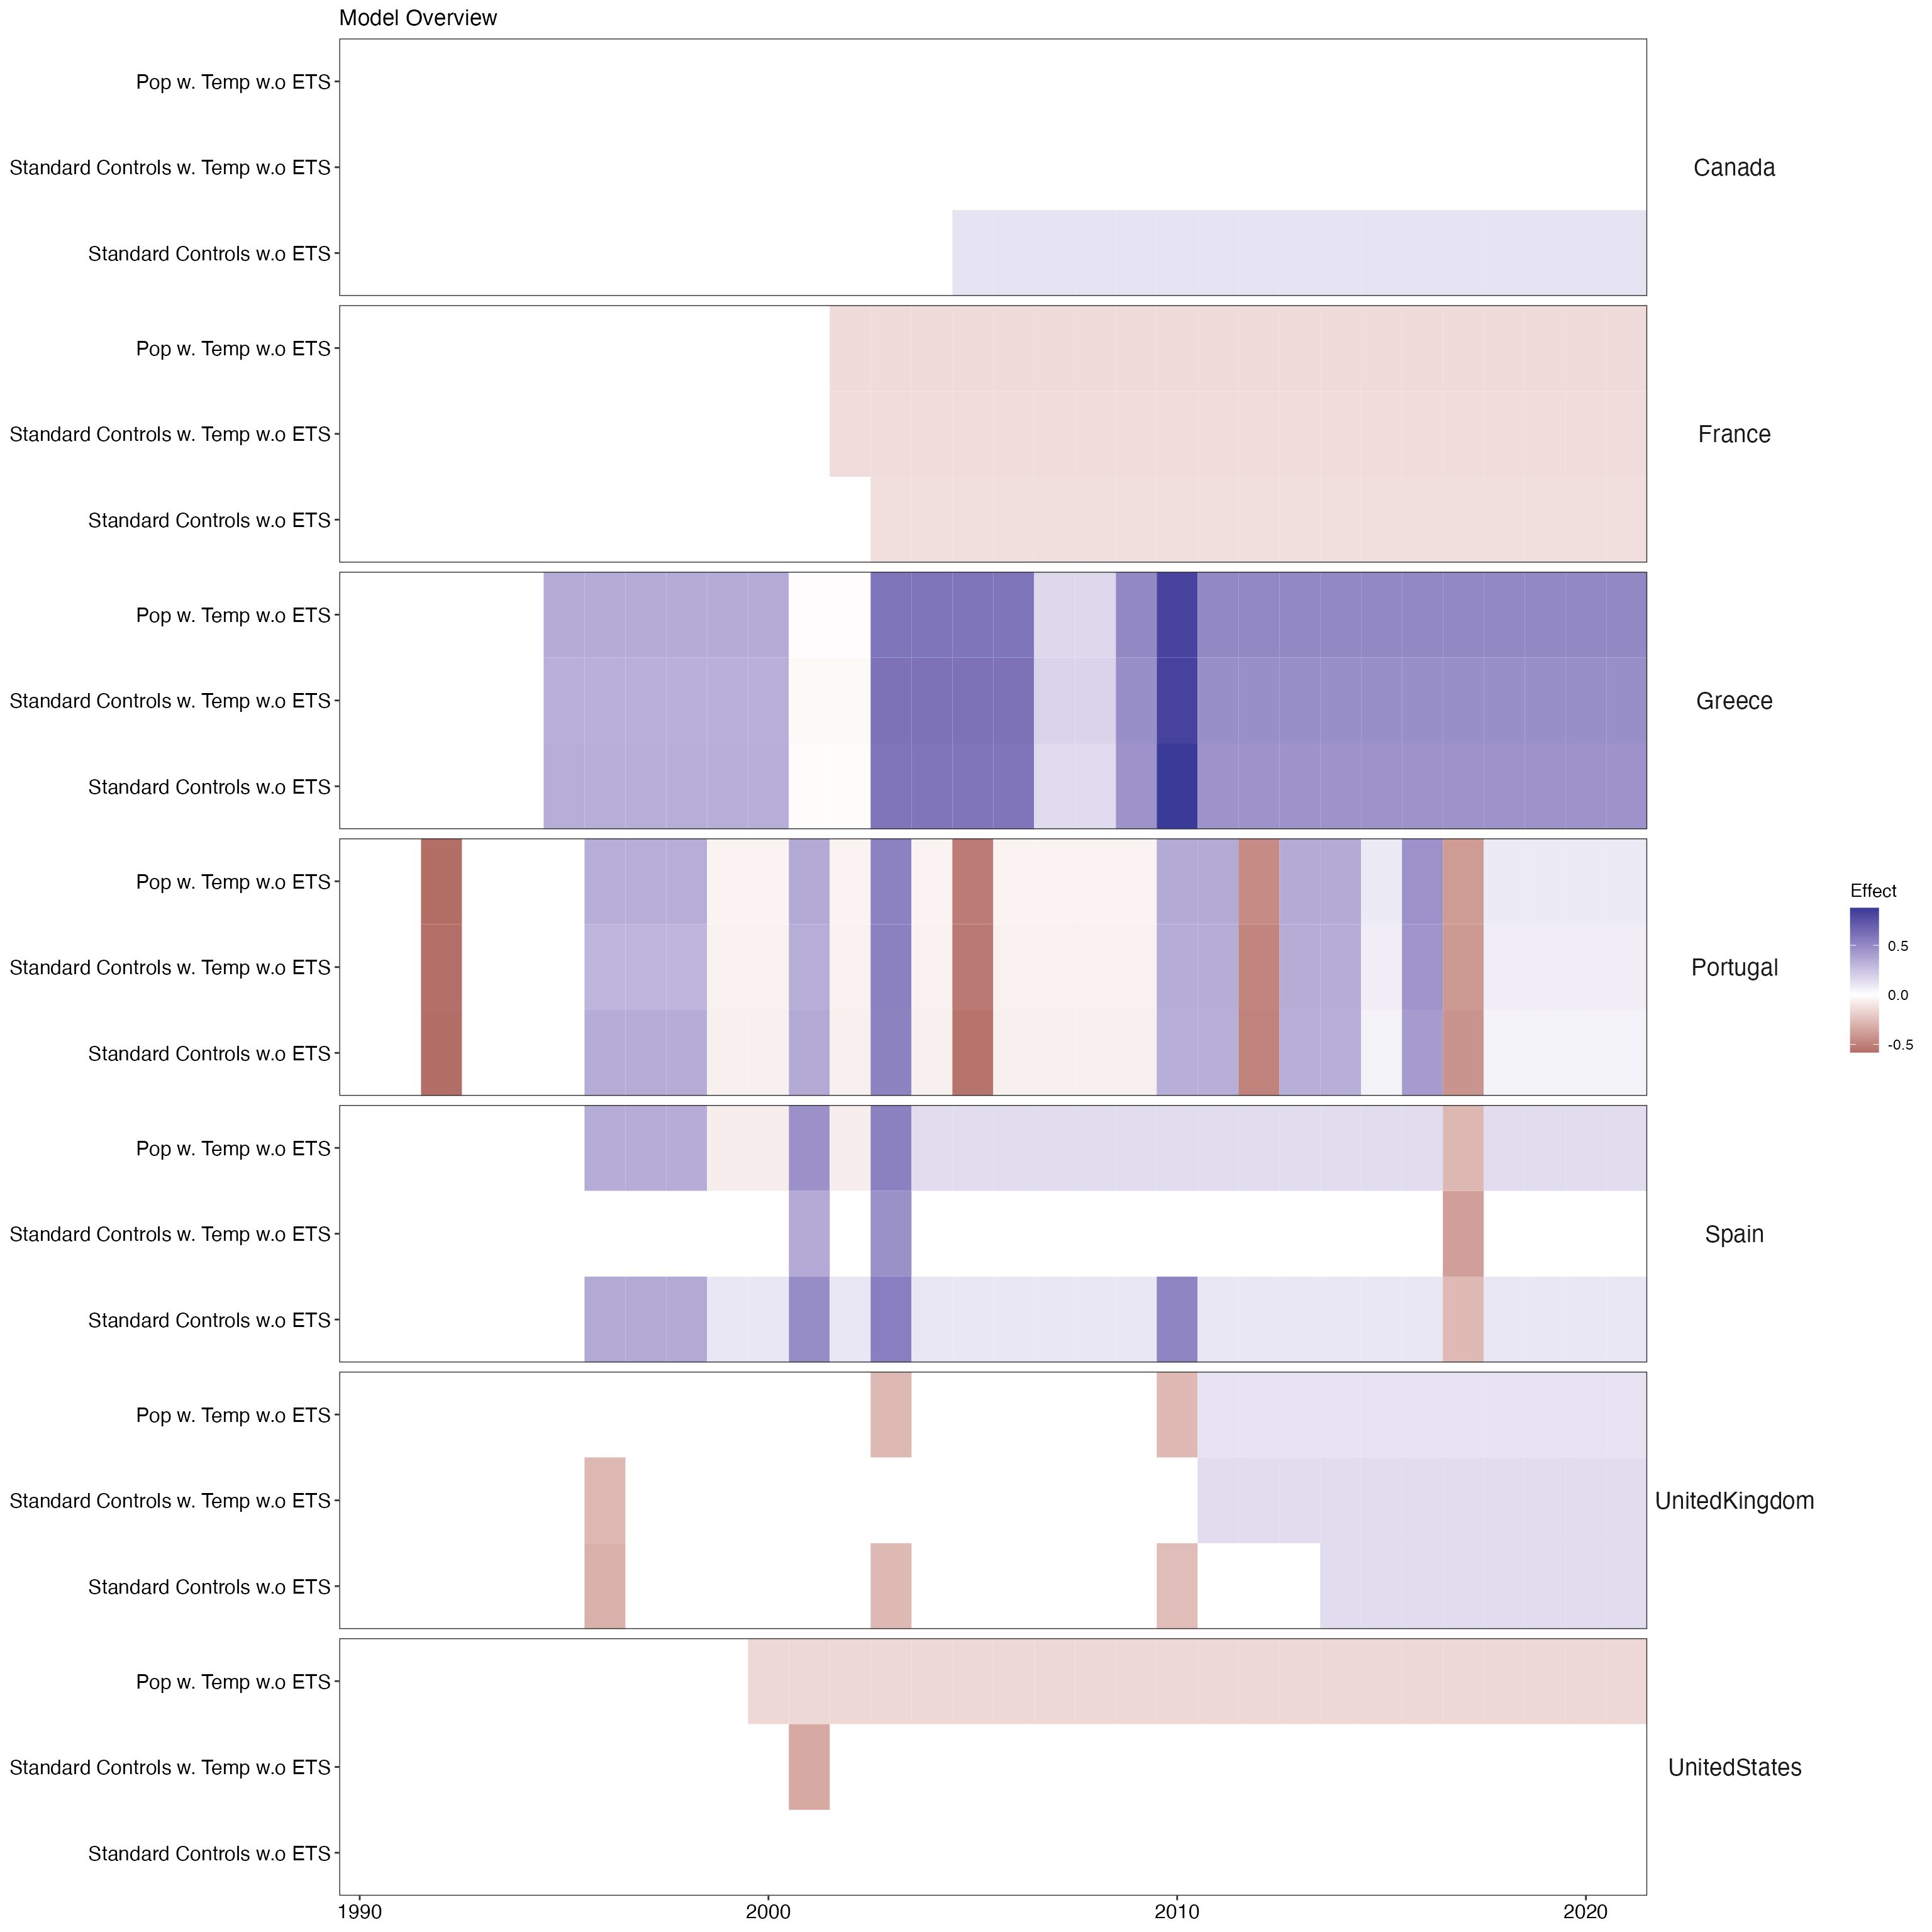 Model Overview
Pop w. Temp w.o ETS
Standard Controls w. Temp w.o ETS
Standard Controls w.o ETS
Canada
Pop w. Temp w.o ETS
Standard Controls w. Temp w.o ETS
Standard Controls w.o ETS
France
Pop w. Temp w.o ETS
Standard Controls w. Temp w.o ETS
Standard Controls w.o ETS
Greece
Pop w. Temp w.o ETS
Standard Controls w. Temp w.o ETS
Standard Controls w.o ETS
Portugal
Pop w. Temp w.o ETS
Standard Controls w. Temp w.o ETS
Standard Controls w.o ETS
Spain
Pop w. Temp w.o ETS
Standard Controls w. Temp w.o ETS
Standard Controls w.o ETS
UnitedKingdom
Pop w. Temp w.o ETS
Standard Controls w. Temp w.o ETS
Standard Controls w.o ETS
UnitedStates
1990 2000 2010 2020
Effect
0.5
0.0
-0.5